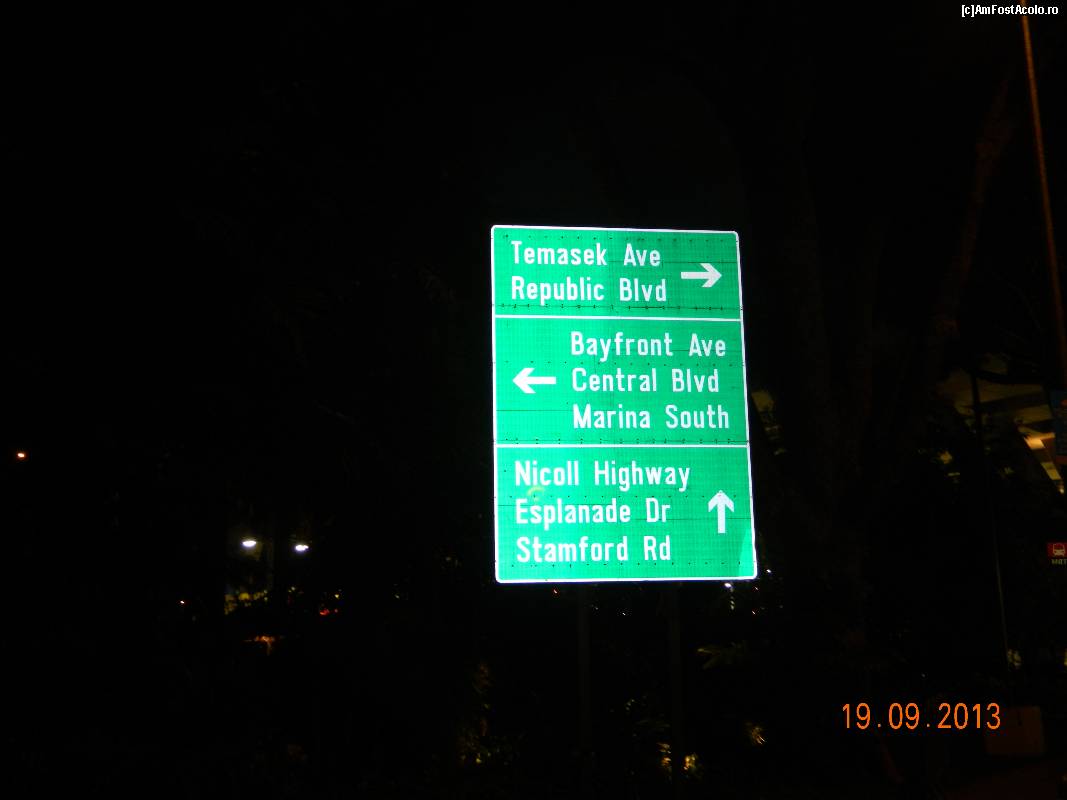 [c]AmFostAcolo.ro
Temasek Ave
Republic Blvd
Bayfront Ave
Central Blvd
Marina South
Nicoll Highway
Esplanade Dr
Stamford Rd
19.09.2013